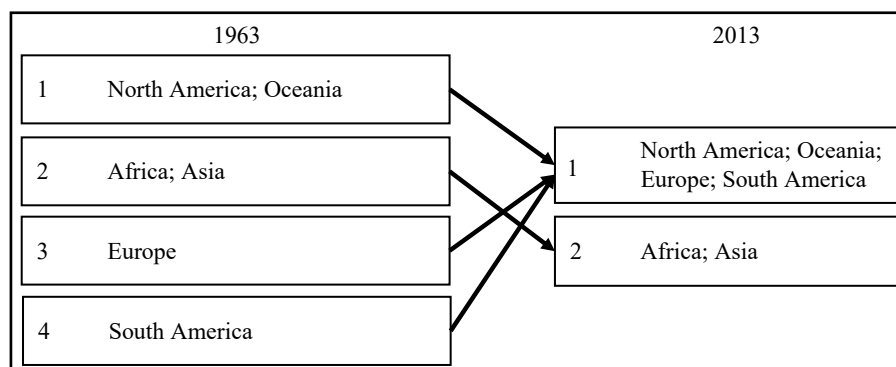 1963
2013
1 North America; Oceania
2 Africa; Asia
3 Europe
4 South America
1 North America; Oceania;
Europe; South America
2 Africa; Asia